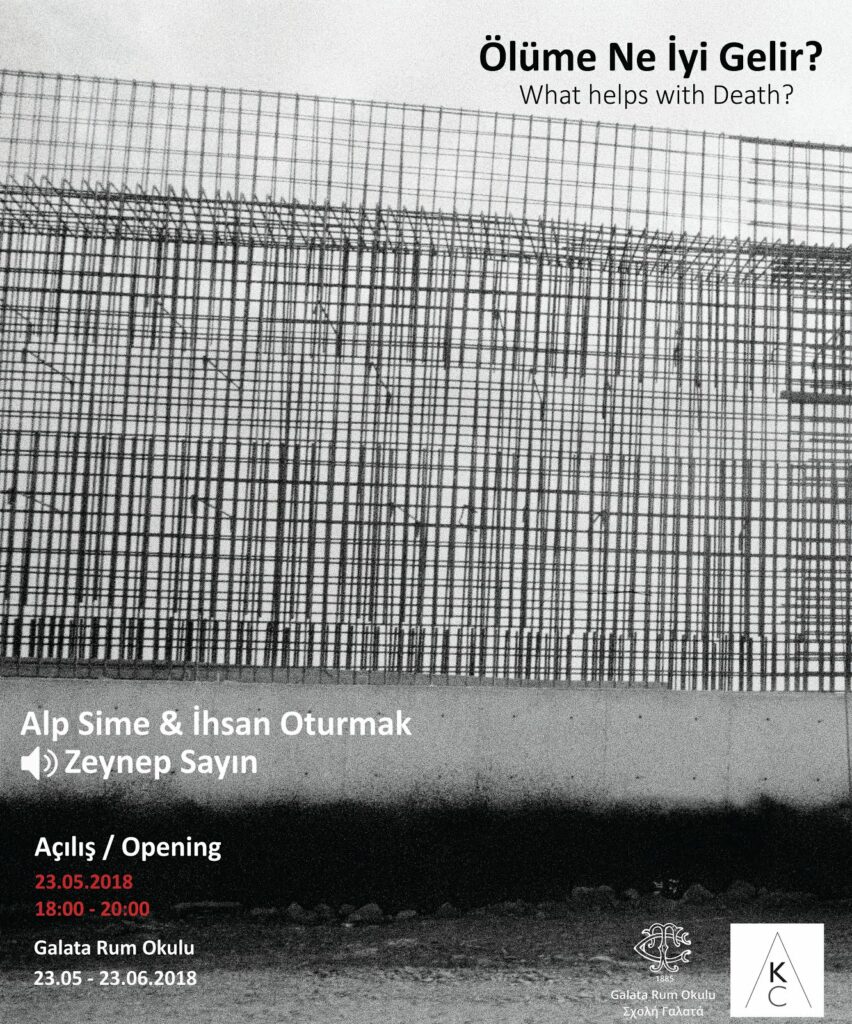 Ölüme Ne İyi Gelir?
What helps with Death?
Alp Sime & İhsan Oturmak
Zeynep Sayın
Açılış / Opening
23.05.2018
18:00 - 20:00
Galata Rum Okulu
23.05 - 23.06.2018
1885
Galata Rum Okulu
Σχολή Γαλατά
K
C